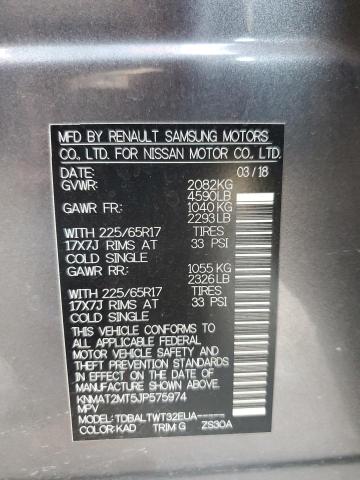 MFD BY RENAULT SAMSUNG MOTORS
CO., LTD. FOR NISSAN MOTOR CO., LTD.
DATE: 03/18
GVWR: 2082KG
4590LB
GAWR FR: 1040KG
2293LB
WITH 225/65R17 TIRES
17X7J RIMS AT 33 PSI
COLD SINGLE
GAWR RR: 1055KG
2326LB
WITH 225/65R17 TIRES
17X7J RIMS AT 33 PSI
COLD SINGLE
THIS VEHICLE CONFORMS TO
ALL APPLICABLE FEDERAL
MOTOR VEHICLE SAFETY AND
THEFT PREVENTION STANDARDS
IN EFFECT ON THE DATE OF
MANUFACTURE SHOWN ABOVE
KNMAT2MT5JP575974
MPV
MODEL:TDBALTWT32EUA-----
COLOR:KAD TRIM:G ZS30A